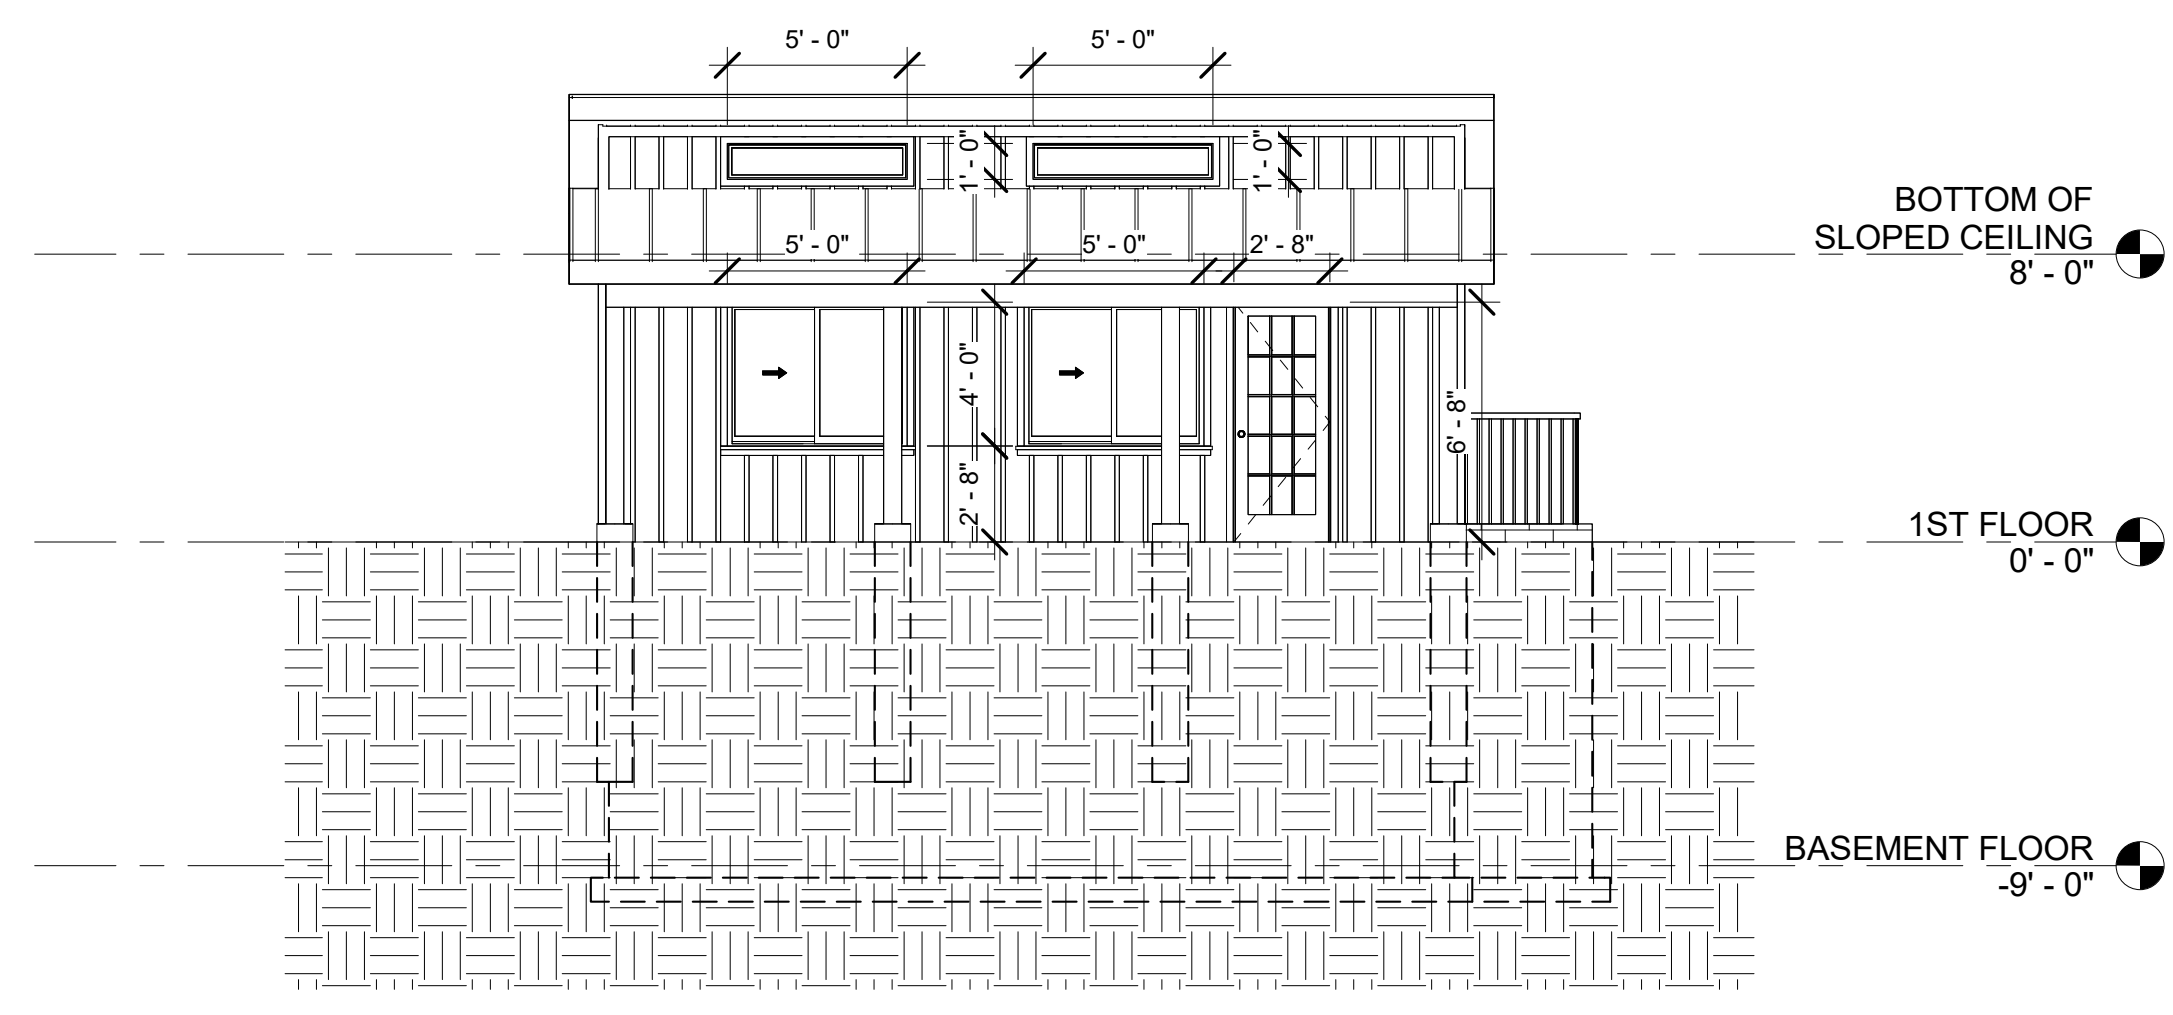 5' - 0"
5' - 0"
1' - 0"
1' - 0"
BOTTOM OF
SLOPED CEILING
8' - 0"
5' - 0"
5' - 0"
2' - 8"
4' - 0"
6' - 8"
2' - 8"
1ST FLOOR
0' - 0"
BASEMENT FLOOR
-9' - 0"